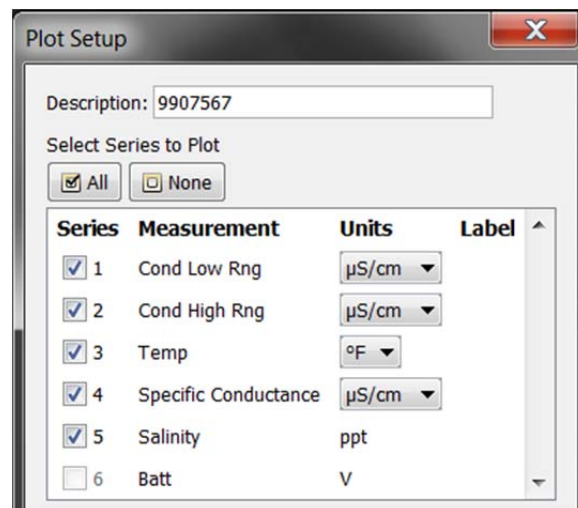 Plot Setup
Description: 9907567
Select Series to Plot
All None
Series Measurement Units Label
1 Cond Low Rng µS/cm
2 Cond High Rng µS/cm
3 Temp °F
4 Specific Conductance µS/cm
5 Salinity ppt
6 Batt V